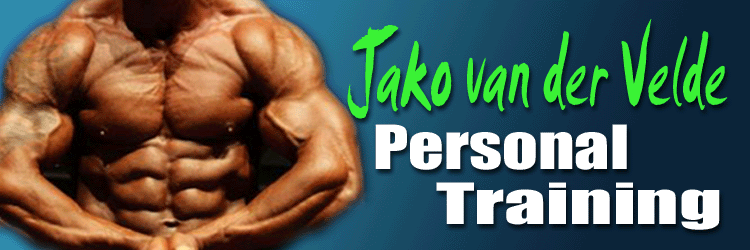 Jako van der Velde
Personal
Training